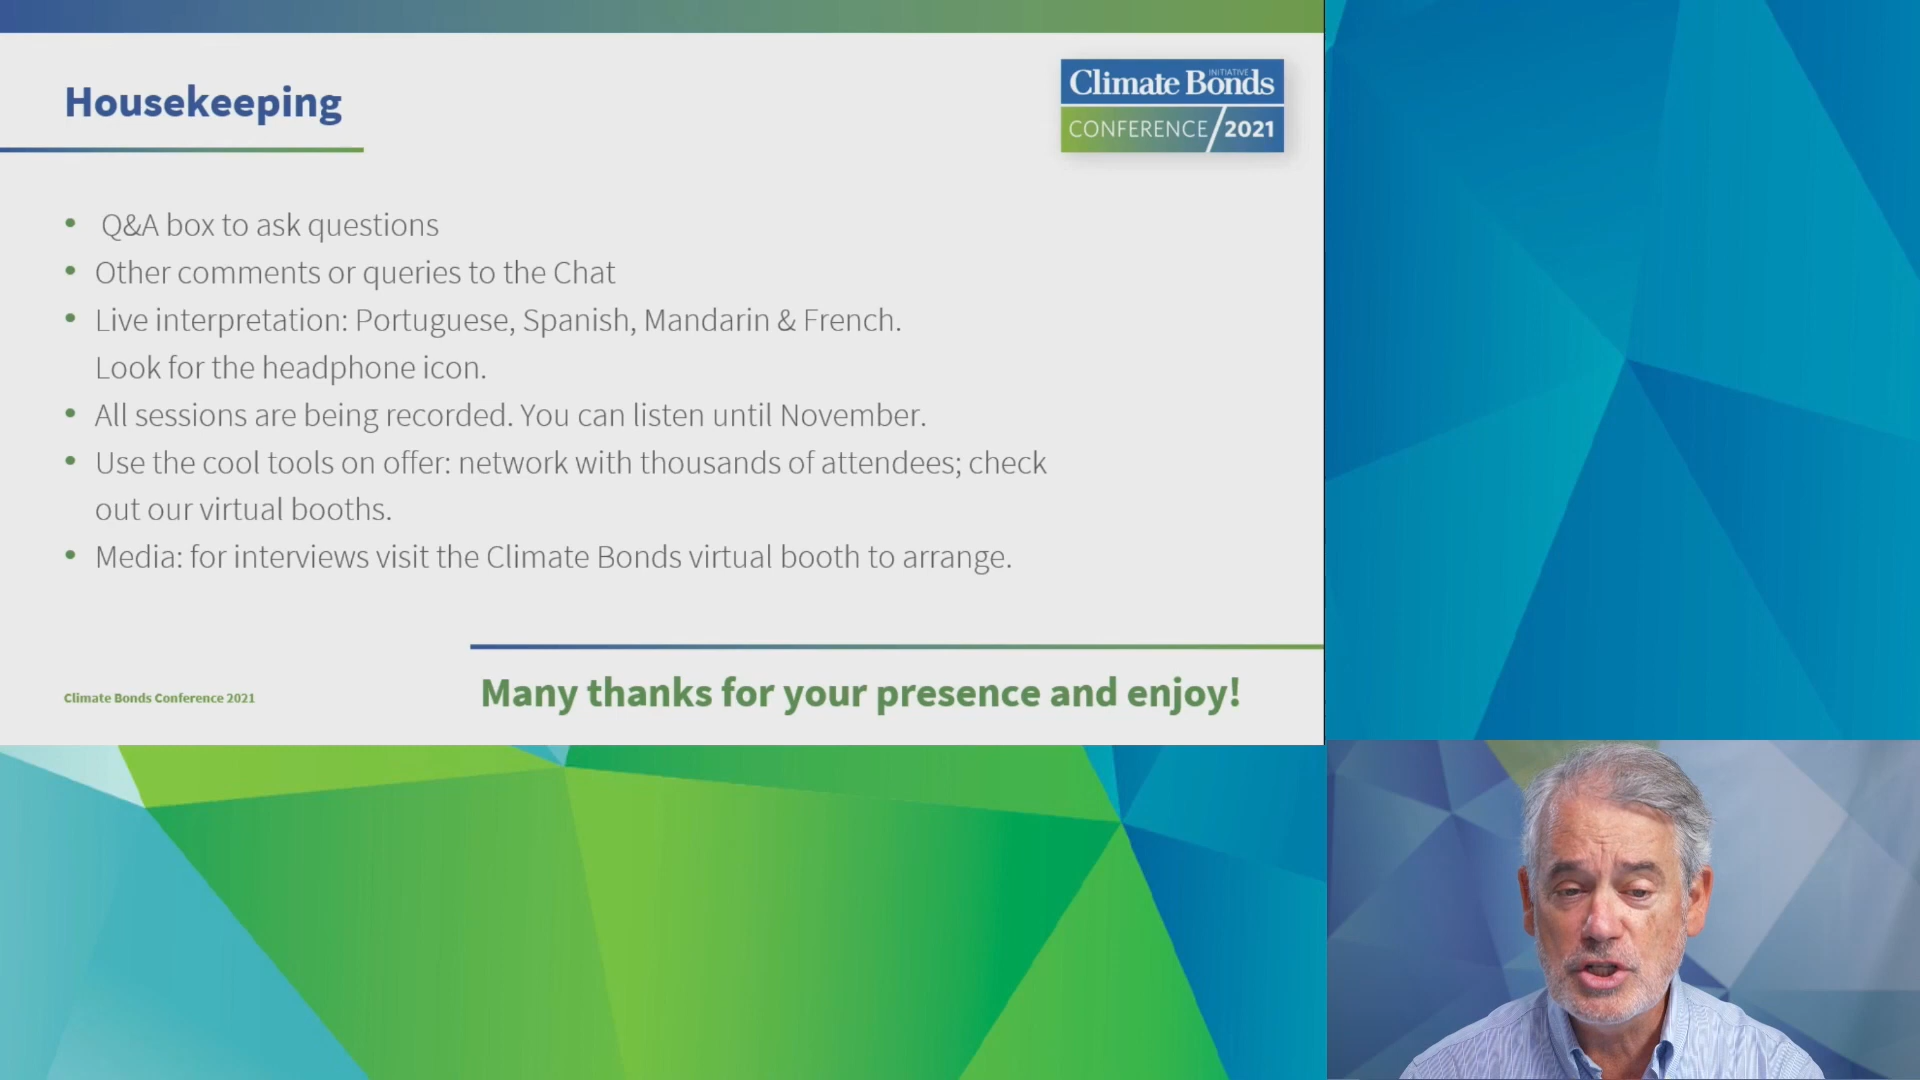 Housekeeping
Climate Bonds
INITIATIVE
CONFERENCE/2021
• Q&A box to ask questions
• Other comments or queries to the Chat
• Live interpretation: Portuguese, Spanish, Mandarin & French.
Look for the headphone icon.
• All sessions are being recorded. You can listen until November.
• Use the cool tools on offer: network with thousands of attendees; check
out our virtual booths.
• Media: for interviews visit the Climate Bonds virtual booth to arrange.
Climate Bonds Conference 2021
Many thanks for your presence and enjoy!